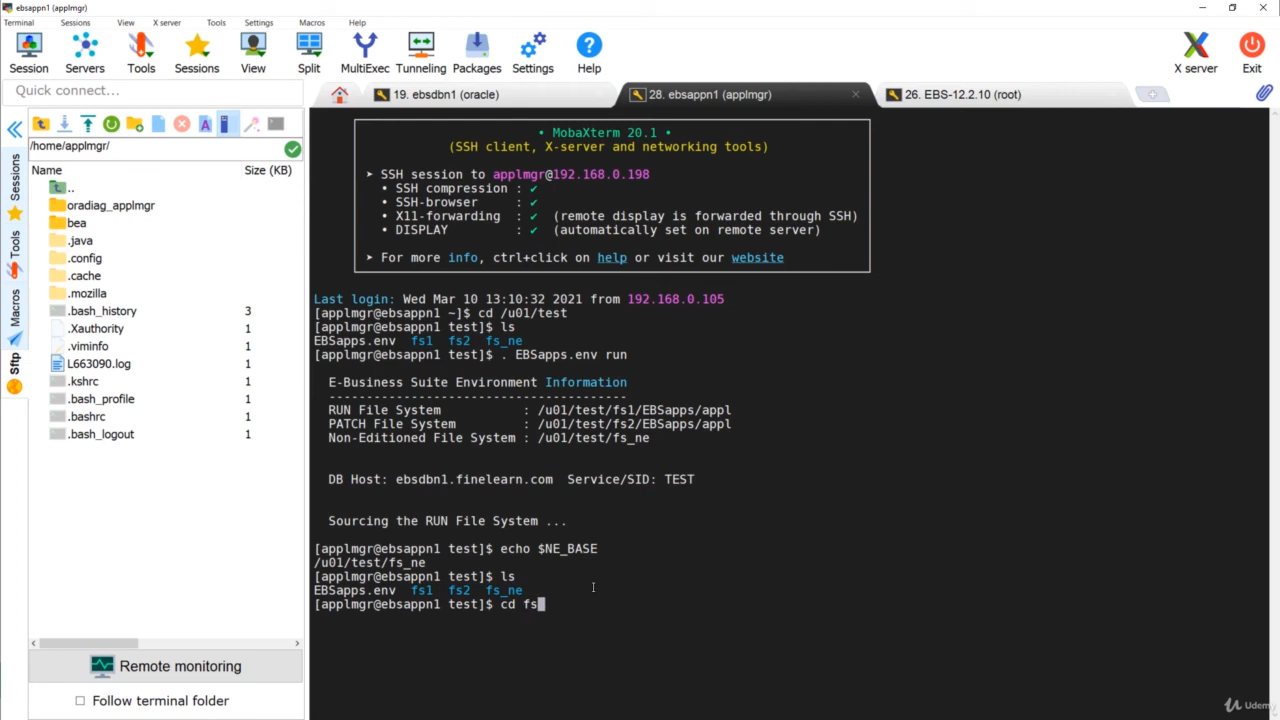 ebsappn1 (applmgr)
Terminal Sessions View X server Tools Settings Macros Help
Session Servers Tools Sessions View Split MultiExec Tunneling Packages Settings Help X server Exit
Quick connect...
19. ebsdbn1 (oracle)
28. ebsappn1 (applmgr)
26. EBS-12.2.10 (root)
/home/applmgr/
Name Size (KB)
..
oradiag_applmgr
bea
.java
.config
.cache
.mozilla
.bash_history 3
.Xauthority 1
.viminfo 1
L663090.log 1
.kshrc 1
.bash_profile 1
.bashrc 1
.bash_logout 1
Remote monitoring
Follow terminal folder
Sessions
Tools
Macros
Sftp
• MobaXterm 20.1 •
(SSH client, X-server and networking tools)
➤ SSH session to applmgr@192.168.0.198
• SSH compression : ✔
• SSH-browser : ✔
• X11-forwarding : ✔ (remote display is forwarded through SSH)
• DISPLAY : ✔ (automatically set on remote server)
➤ For more info, ctrl+click on help or visit our website
Last login: Wed Mar 10 13:10:32 2021 from 192.168.0.105
[applmgr@ebsappn1 ~]$ cd /u01/test
[applmgr@ebsappn1 test]$ ls
EBSapps.env fs1 fs2 fs_ne
[applmgr@ebsappn1 test]$ . EBSapps.env run
E-Business Suite Environment Information
----------------------------------------
RUN File System : /u01/test/fs1/EBSapps/appl
PATCH File System : /u01/test/fs2/EBSapps/appl
Non-Editioned File System : /u01/test/fs_ne
DB Host: ebsdbn1.finelearn.com Service/SID: TEST
Sourcing the RUN File System ...
[applmgr@ebsappn1 test]$ echo $NE_BASE
/u01/test/fs_ne
[applmgr@ebsappn1 test]$ ls
EBSapps.env fs1 fs2 fs_ne
[applmgr@ebsappn1 test]$ cd fs
Udemy